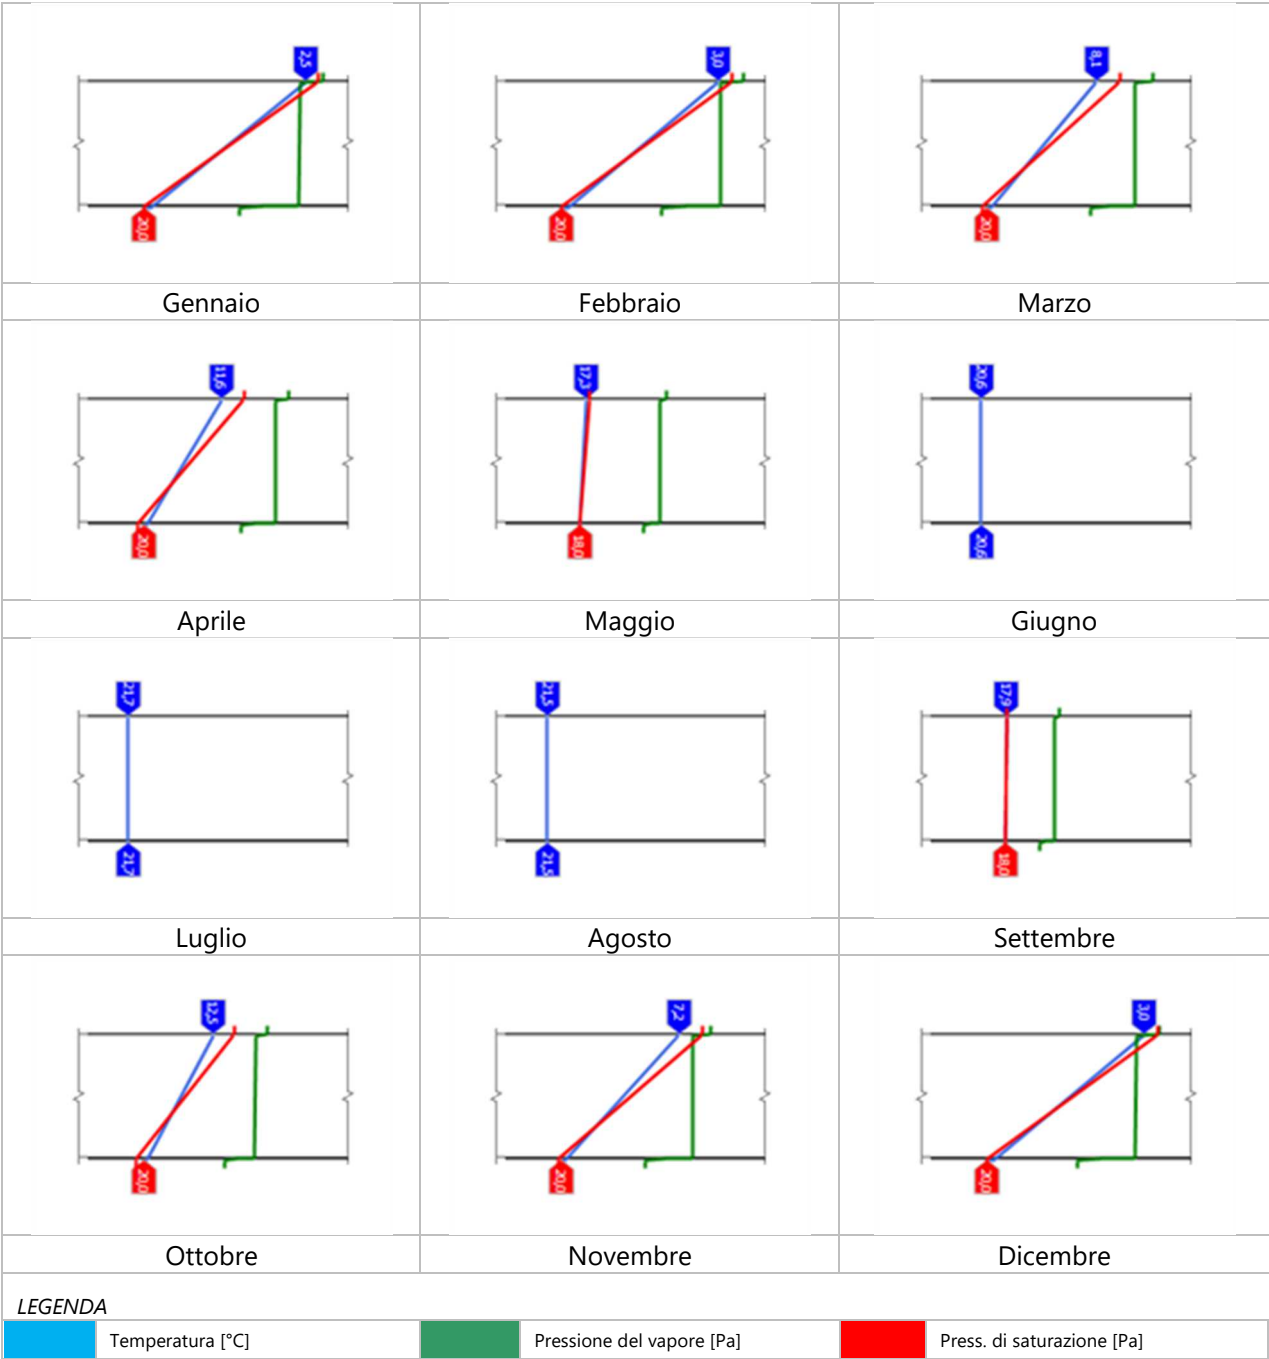 2,5
3,0
8,1
20,0
20,0
20,0
Gennaio
Febbraio
Marzo
11,6
17,3
20,6
20,0
18,0
20,6
Aprile
Maggio
Giugno
21,7
21,5
17,9
21,7
21,5
18,0
Luglio
Agosto
Settembre
12,5
7,2
3,0
20,0
20,0
20,0
Ottobre
Novembre
Dicembre
LEGENDA
Temperatura [°C]
Pressione del vapore [Pa]
Press. di saturazione [Pa]